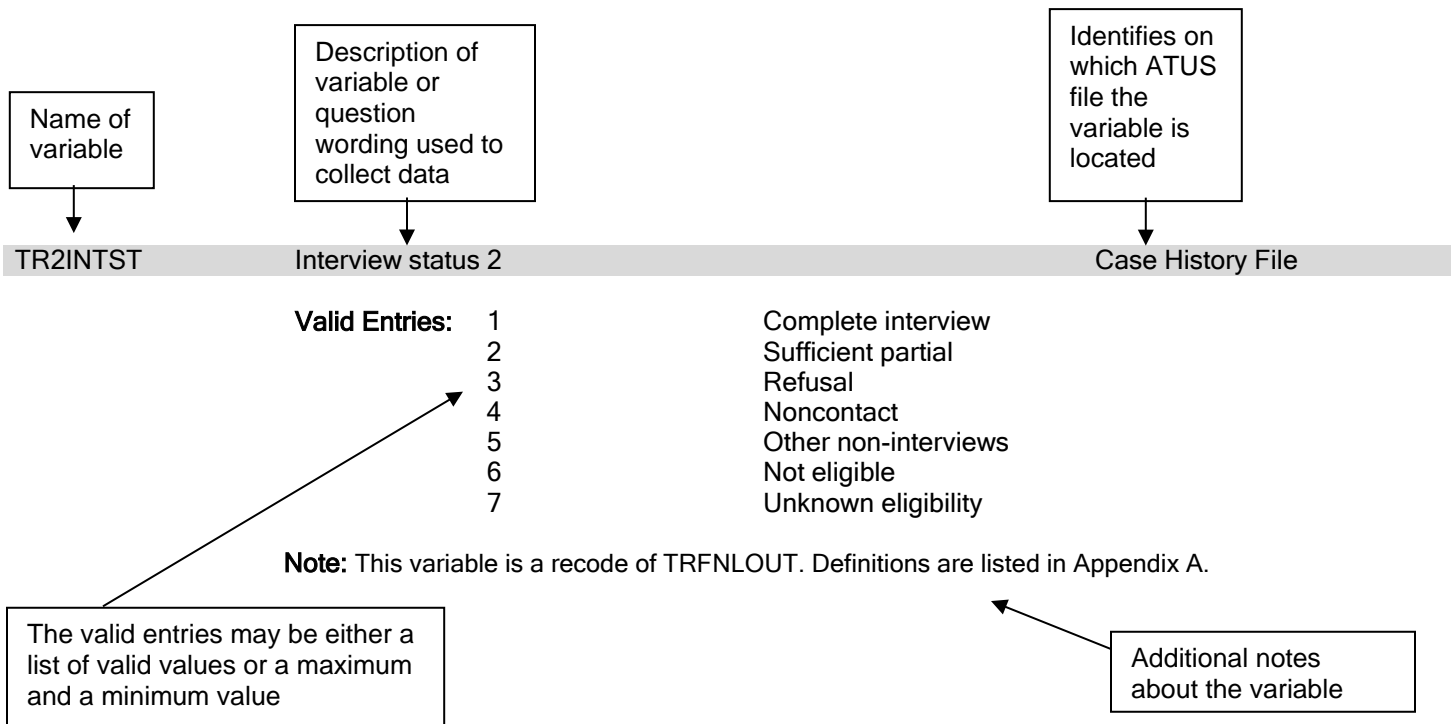 Name of
variable
Description of
variable or
question
wording used to
collect data
Identifies on
which ATUS
file the
variable is
located
TR2INTST Interview status 2 Case History File
Valid Entries: 1 Complete interview
2 Sufficient partial
3 Refusal
4 Noncontact
5 Other non-interviews
6 Not eligible
7 Unknown eligibility
Note: This variable is a recode of TRFNLOUT. Definitions are listed in Appendix A.
The valid entries may be either a
list of valid values or a maximum
and a minimum value
Additional notes
about the variable